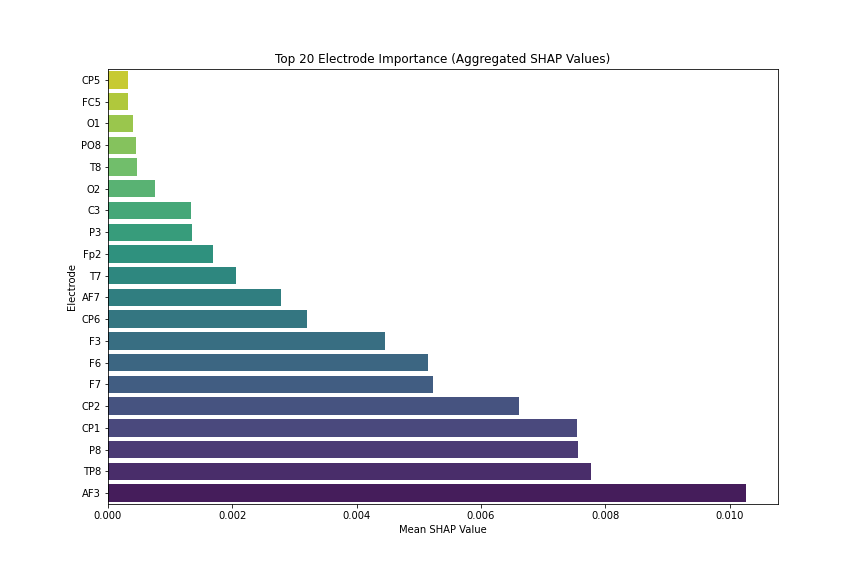 Top 20 Electrode Importance (Aggregated SHAP Values)
Electrode
CP5
FC5
O1
PO8
T8
O2
C3
P3
Fp2
T7
AF7
CP6
F3
F6
F7
CP2
CP1
P8
TP8
AF3
0.000 0.002 0.004 0.006 0.008 0.010
Mean SHAP Value